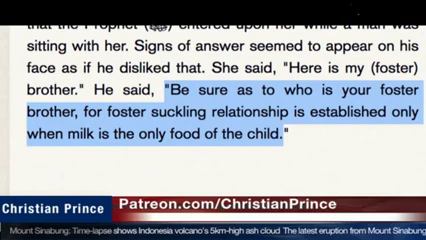 that the Prophet (ﷺ) entered upon her while a man was
sitting with her. Signs of answer seemed to appear on his
face as if he disliked that. She said, "Here is my (foster)
brother." He said, "Be sure as to who is your foster
brother, for foster suckling relationship is established only
when milk is the only food of the child."
Christian Prince
Patreon.com/ChristianPrince
Mount Sinabung: Time-lapse shows Indonesia volcano's 5km-high ash cloud The latest eruption from Mount Sinabung